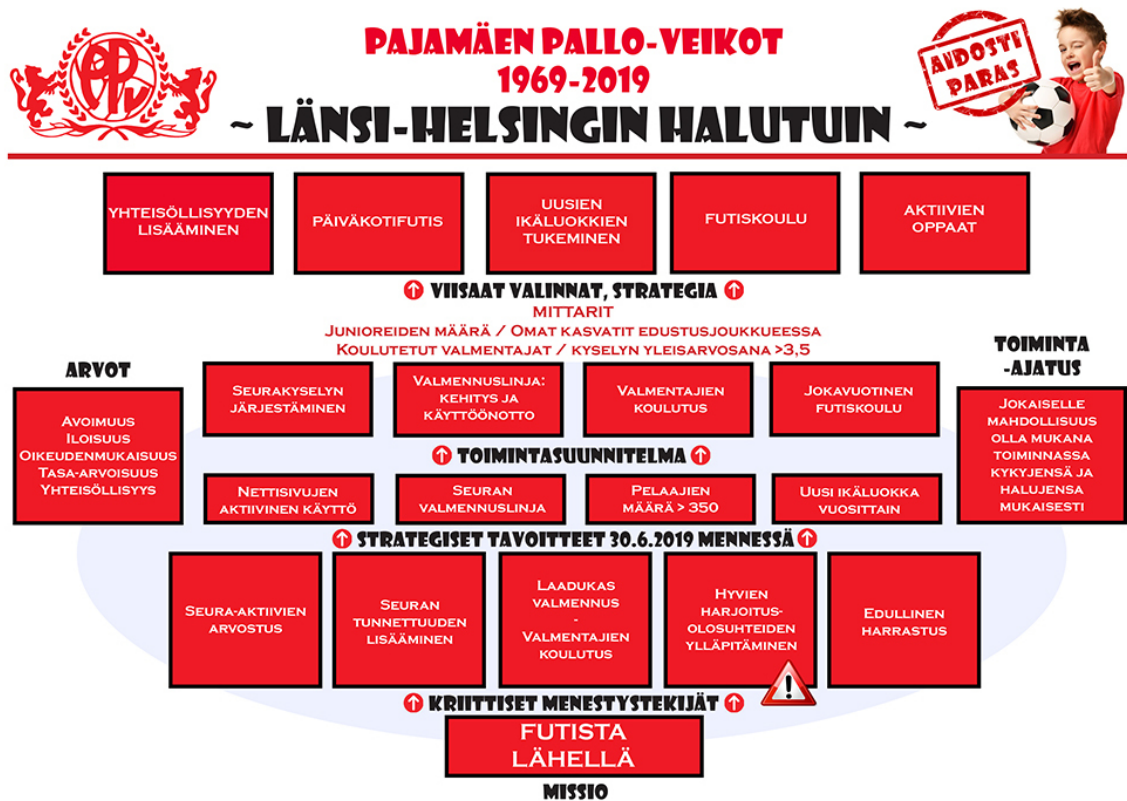 PPV
PAJAMÄEN PALLO-VEIKOT
1969-2019
~ LÄNSI-HELSINGIN HALUTUIN ~
AIDOSTI
PARAS
YHTEISÖLLISYYDEN
LISÄÄMINEN
PÄIVÄKOTIFUTIS
UUSIEN
IKÄLUOKKIEN
TUKEMINEN
FUTISKOULU
AKTIIVIEN
OPPAAT
VIISAAT VALINNAT, STRATEGIA
MITTARIT
JUNIOREIDEN MÄÄRÄ / OMAT KASVATIT EDUSTUSJOUKKUEESSA
KOULUTETUT VALMENTAJAT / KYSELYN YLEISARVOSANA >3,5
ARVOT
AVOIMUUS
ILOISUUS
OIKEUDENMUKAISUUS
TASA-ARVOISUUS
YHTEISÖLLISYYS
SEURAKYSELYN
JÄRJESTÄMINEN
VALMENNUSLINJA:
KEHITYS JA
KÄYTTÖÖNOTTO
VALMENTAJIEN
KOULUTUS
JOKAVUOTINEN
FUTISKOULU
TOIMINTA
-AJATUS
JOKAISELLE
MAHDOLLISUUS
OLLA MUKANA
TOIMINNASSA
KYKYJENSÄ JA
HALUJENSA
MUKAISESTI
TOIMINTASUUNNITELMA
NETTISIVUJEN
AKTIIVINEN KÄYTTÖ
SEURAN
VALMENNUSLINJA
PELAAJIEN
MÄÄRÄ > 350
UUSI IKÄLUOKKA
VUOSITTAIN
STRATEGISET TAVOITTEET 30.6.2019 MENNESSÄ
SEURA-AKTIIVIEN
ARVOSTUS
SEURAN
TUNNETTUUDEN
LISÄÄMINEN
LAADUKAS
VALMENNUS
-
VALMENTAJIEN
KOULUTUS
HYVIEN
HARJOITUS-
OLOSUHTEIDEN
YLLÄPITÄMINEN
EDULLINEN
HARRASTUS
KRIITTISET MENESTYSTEKIJÄT
FUTISTA
LÄHELLÄ
MISSIO